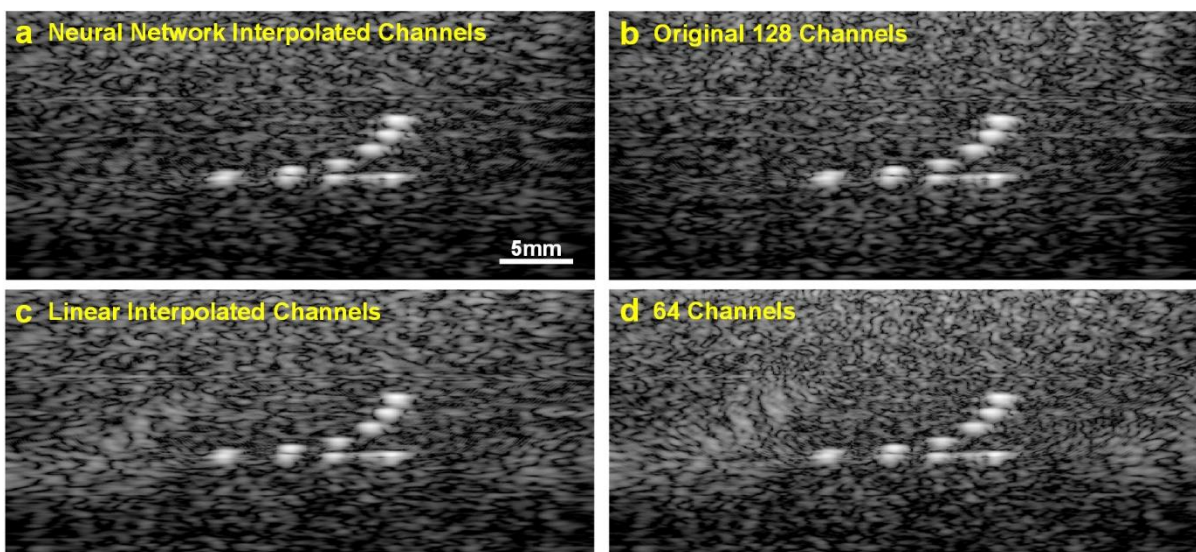 a Neural Network Interpolated Channels
b Original 128 Channels
5mm
c Linear Interpolated Channels
d 64 Channels